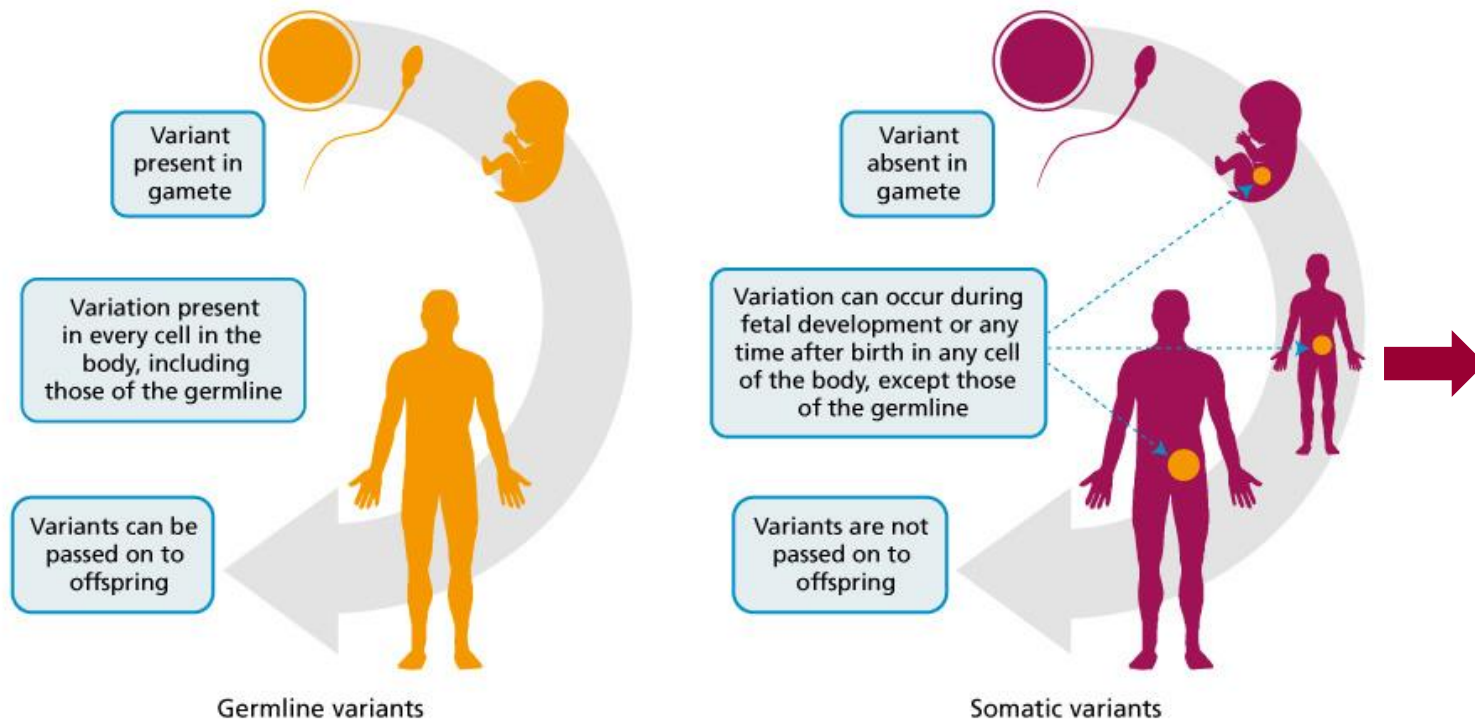 Variant
present in
gamete
Variation present
in every cell in the
body, including
those of the germline
Variants can be
passed on to
offspring
Germline variants
Variant
absent in
gamete
Variation can occur during
fetal development or any
time after birth in any cell
of the body, except those
of the germline
Variants are not
passed on to
offspring
Somatic variants